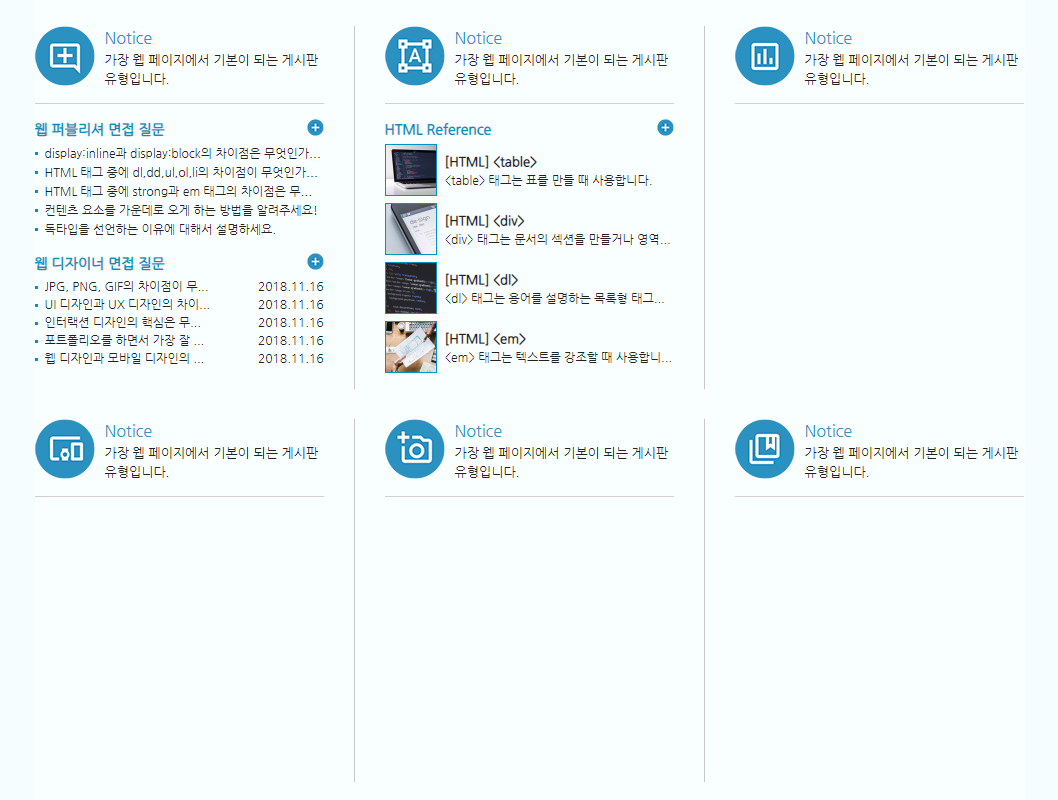 Notice
가장 웹 페이지에서 기본이 되는 게시판
유형입니다.
웹 퍼블리셔 면접 질문
display:inline과 display:block의 차이점은 무엇인가...
HTML 태그 중에 dl,dd,ul,ol,li의 차이점이 무엇인가...
HTML 태그 중에 strong과 em 태그의 차이점은 무...
컨텐츠 요소를 가운데로 오게 하는 방법을 알려주세요!
독타입을 선언하는 이유에 대해서 설명하세요.
웹 디자이너 면접 질문
JPG, PNG, GIF의 차이점이 무... 2018.11.16
UI 디자인과 UX 디자인의 차이... 2018.11.16
인터랙션 디자인의 핵심은 무... 2018.11.16
포트폴리오를 하면서 가장 잘 ... 2018.11.16
웹 디자인과 모바일 디자인의 ... 2018.11.16
Notice
가장 웹 페이지에서 기본이 되는 게시판
유형입니다.
HTML Reference
[HTML] <table>
<table> 태그는 표를 만들 때 사용합니다.
[HTML] <div>
<div> 태그는 문서의 섹션을 만들거나 영역...
[HTML] <dl>
<dl> 태그는 용어를 설명하는 목록형 태그...
[HTML] <em>
<em> 태그는 텍스트를 강조할 때 사용합니...
Notice
가장 웹 페이지에서 기본이 되는 게시판
유형입니다.
Notice
가장 웹 페이지에서 기본이 되는 게시판
유형입니다.
Notice
가장 웹 페이지에서 기본이 되는 게시판
유형입니다.
Notice
가장 웹 페이지에서 기본이 되는 게시판
유형입니다.